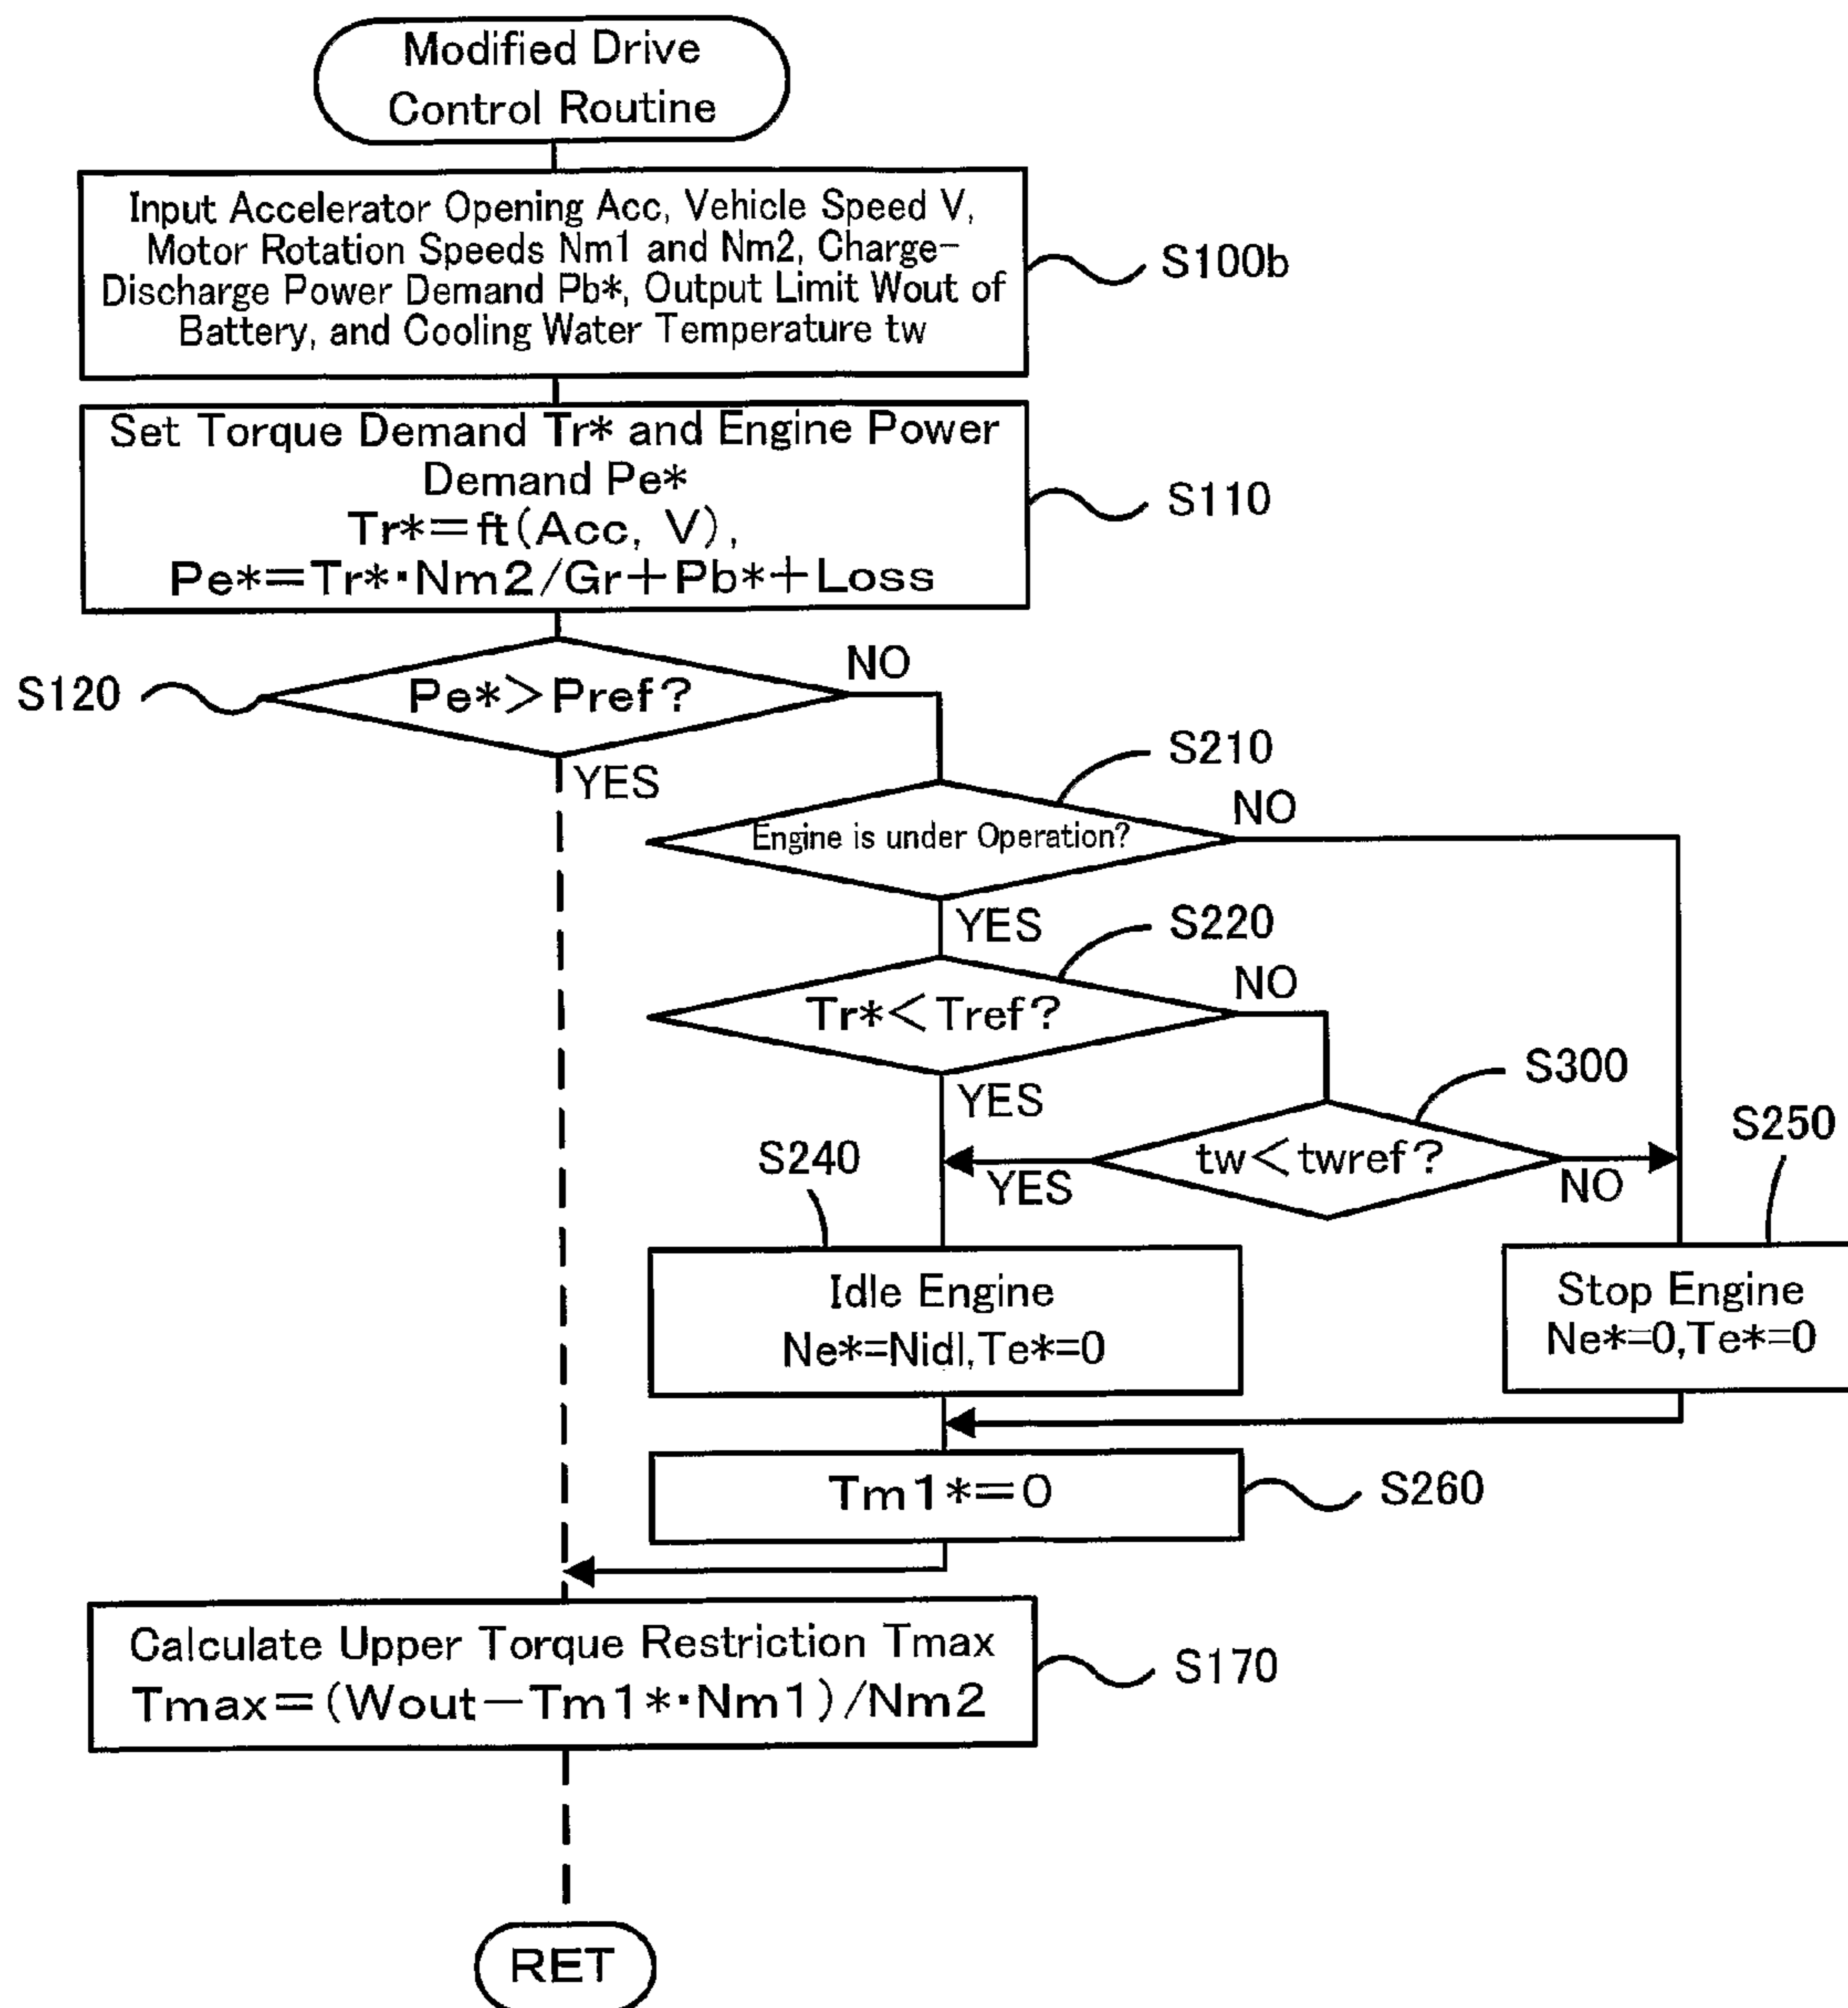 Modified Drive
Control Routine
Input Accelerator Opening Acc, Vehicle Speed V,
Motor Rotation Speeds Nm1 and Nm2, Charge-
Discharge Power Demand Pb*, Output Limit Wout of
Battery, and Cooling Water Temperature tw
S100b
Set Torque Demand Tr* and Engine Power
Demand Pe*
Tr*=ft(Acc, V),
Pe*=Tr*·Nm2/Gr+Pb*+Loss
S110
S120
Pe*>Pref?
NO
YES
S210
Engine is under Operation?
NO
YES
S220
Tr*<Tref?
NO
YES
S300
tw<twref?
YES
NO
S240
S250
Idle Engine
Ne*=Nidl,Te*=0
Stop Engine
Ne*=0,Te*=0
Tm1*=0
S260
Calculate Upper Torque Restriction Tmax
Tmax=(Wout-Tm1*·Nm1)/Nm2
S170
RET